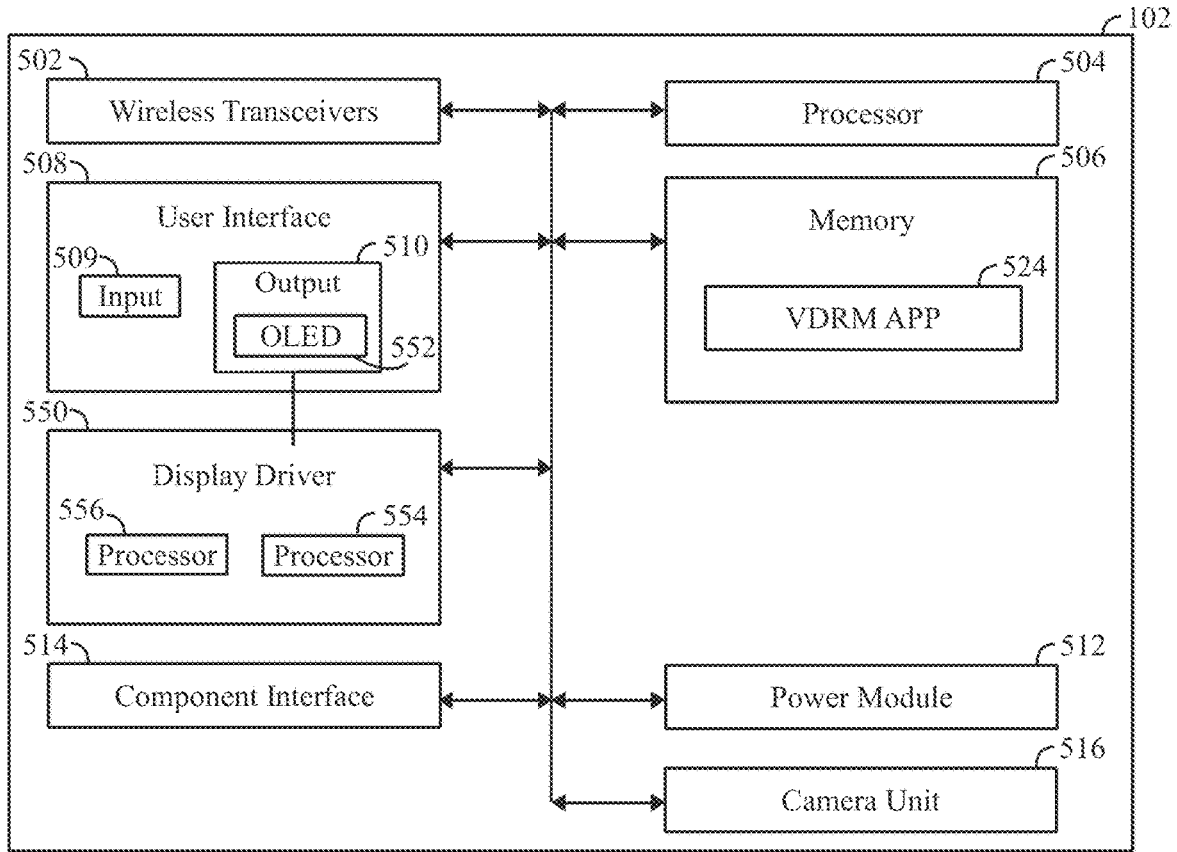 102
502
Wireless Transceivers
504
Processor
508
User Interface
509
Input
510
Output
OLED
552
506
Memory
524
VDRM APP
550
Display Driver
556
Processor
554
Processor
514
Component Interface
512
Power Module
516
Camera Unit